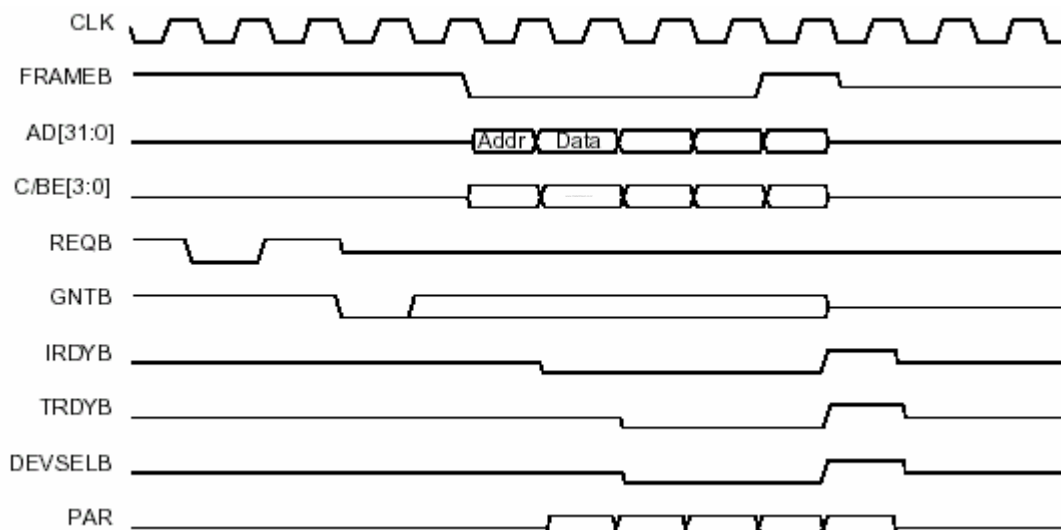 CLK
FRAMEB
AD[31:0]
Addr Data
C/BE[3:0]
REQB
GNTB
IRDYB
TRDYB
DEVSELB
PAR